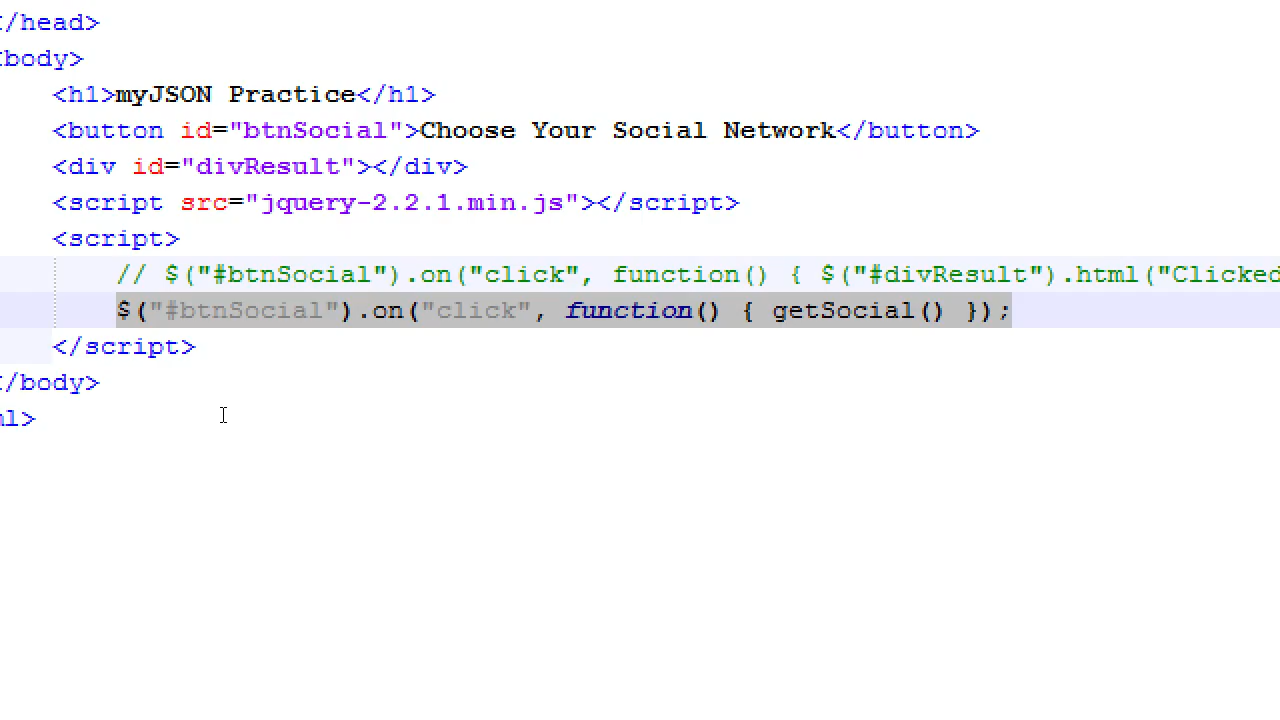 /head>
body>
<h1>myJSON Practice</h1>
<button id="btnSocial">Choose Your Social Network</button>
<div id="divResult"></div>
<script src="jquery-2.2.1.min.js"></script>
<script>
// $("#btnSocial").on("click", function() { $("#divResult").html("Clicked
$("#btnSocial").on("click", function() { getSocial() });
</script>
/body>
ml>